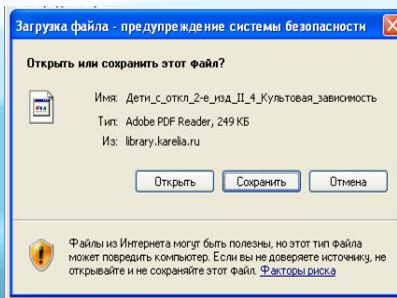 Загрузка файла - предупреждение системы безопасности
Открыть или сохранить этот файл?
Имя: Дети_с_откл_2-е_изд_II_4_Культовая_зависимость
Тип: Adobe PDF Reader, 249 КБ
Из: library.karelia.ru
Открыть Сохранить Отмена
Файлы из Интернета могут быть полезны, но этот тип файла
может повредить компьютер. Если вы не доверяете источнику, не
открывайте и не сохраняйте этот файл. Факторы риска